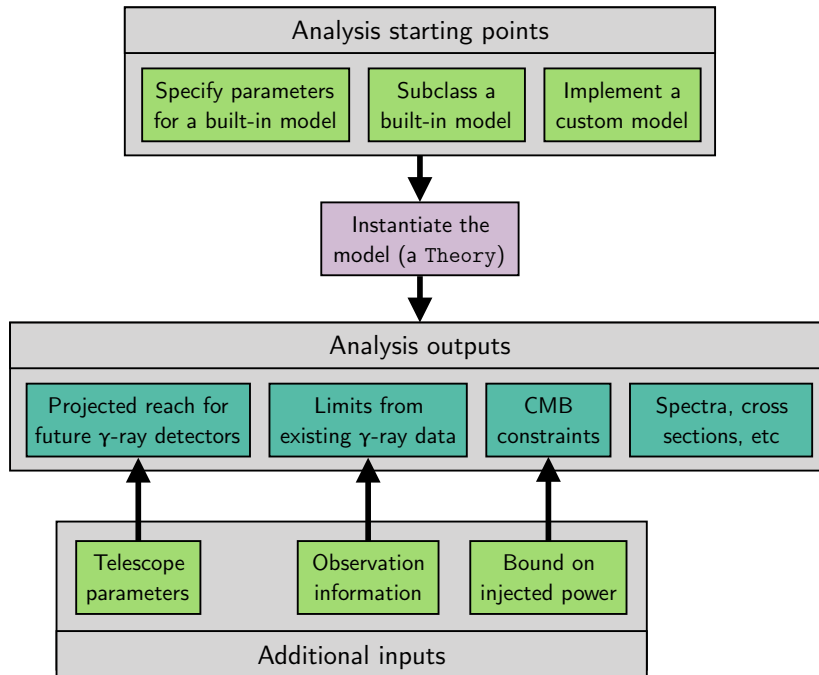 Analysis starting points
Specify parameters
for a built-in model
Subclass a
built-in model
Implement a
custom model
Instantiate the
model (a Theory)
Analysis outputs
Projected reach for
future γ-ray detectors
Limits from
existing γ-ray data
CMB
constraints
Spectra, cross
sections, etc
Telescope
parameters
Observation
information
Bound on
injected power
Additional inputs